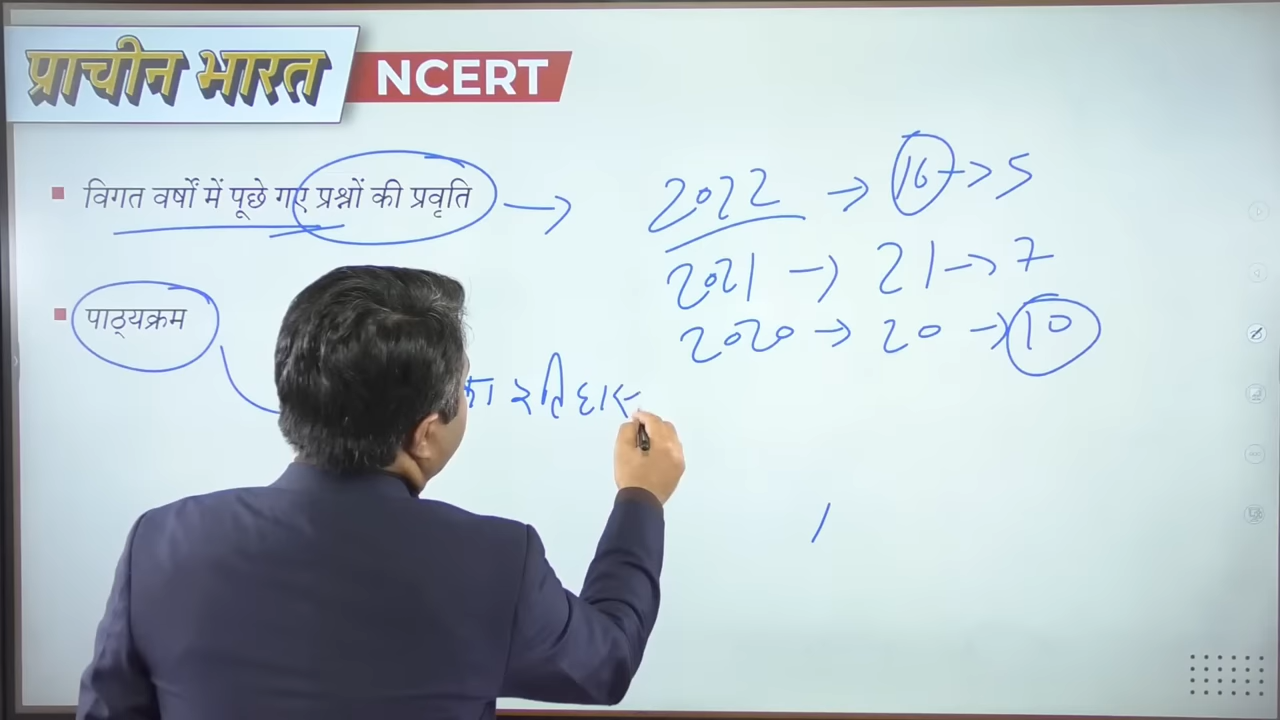 प्राचीन भारत NCERT
विगत वर्षों में पूछे गए प्रश्नों की प्रवृति →
2022 → 16 → 5
2021 → 21 → 7
2020 → 20 → 10
पाठ्यक्रम
का इतिहास